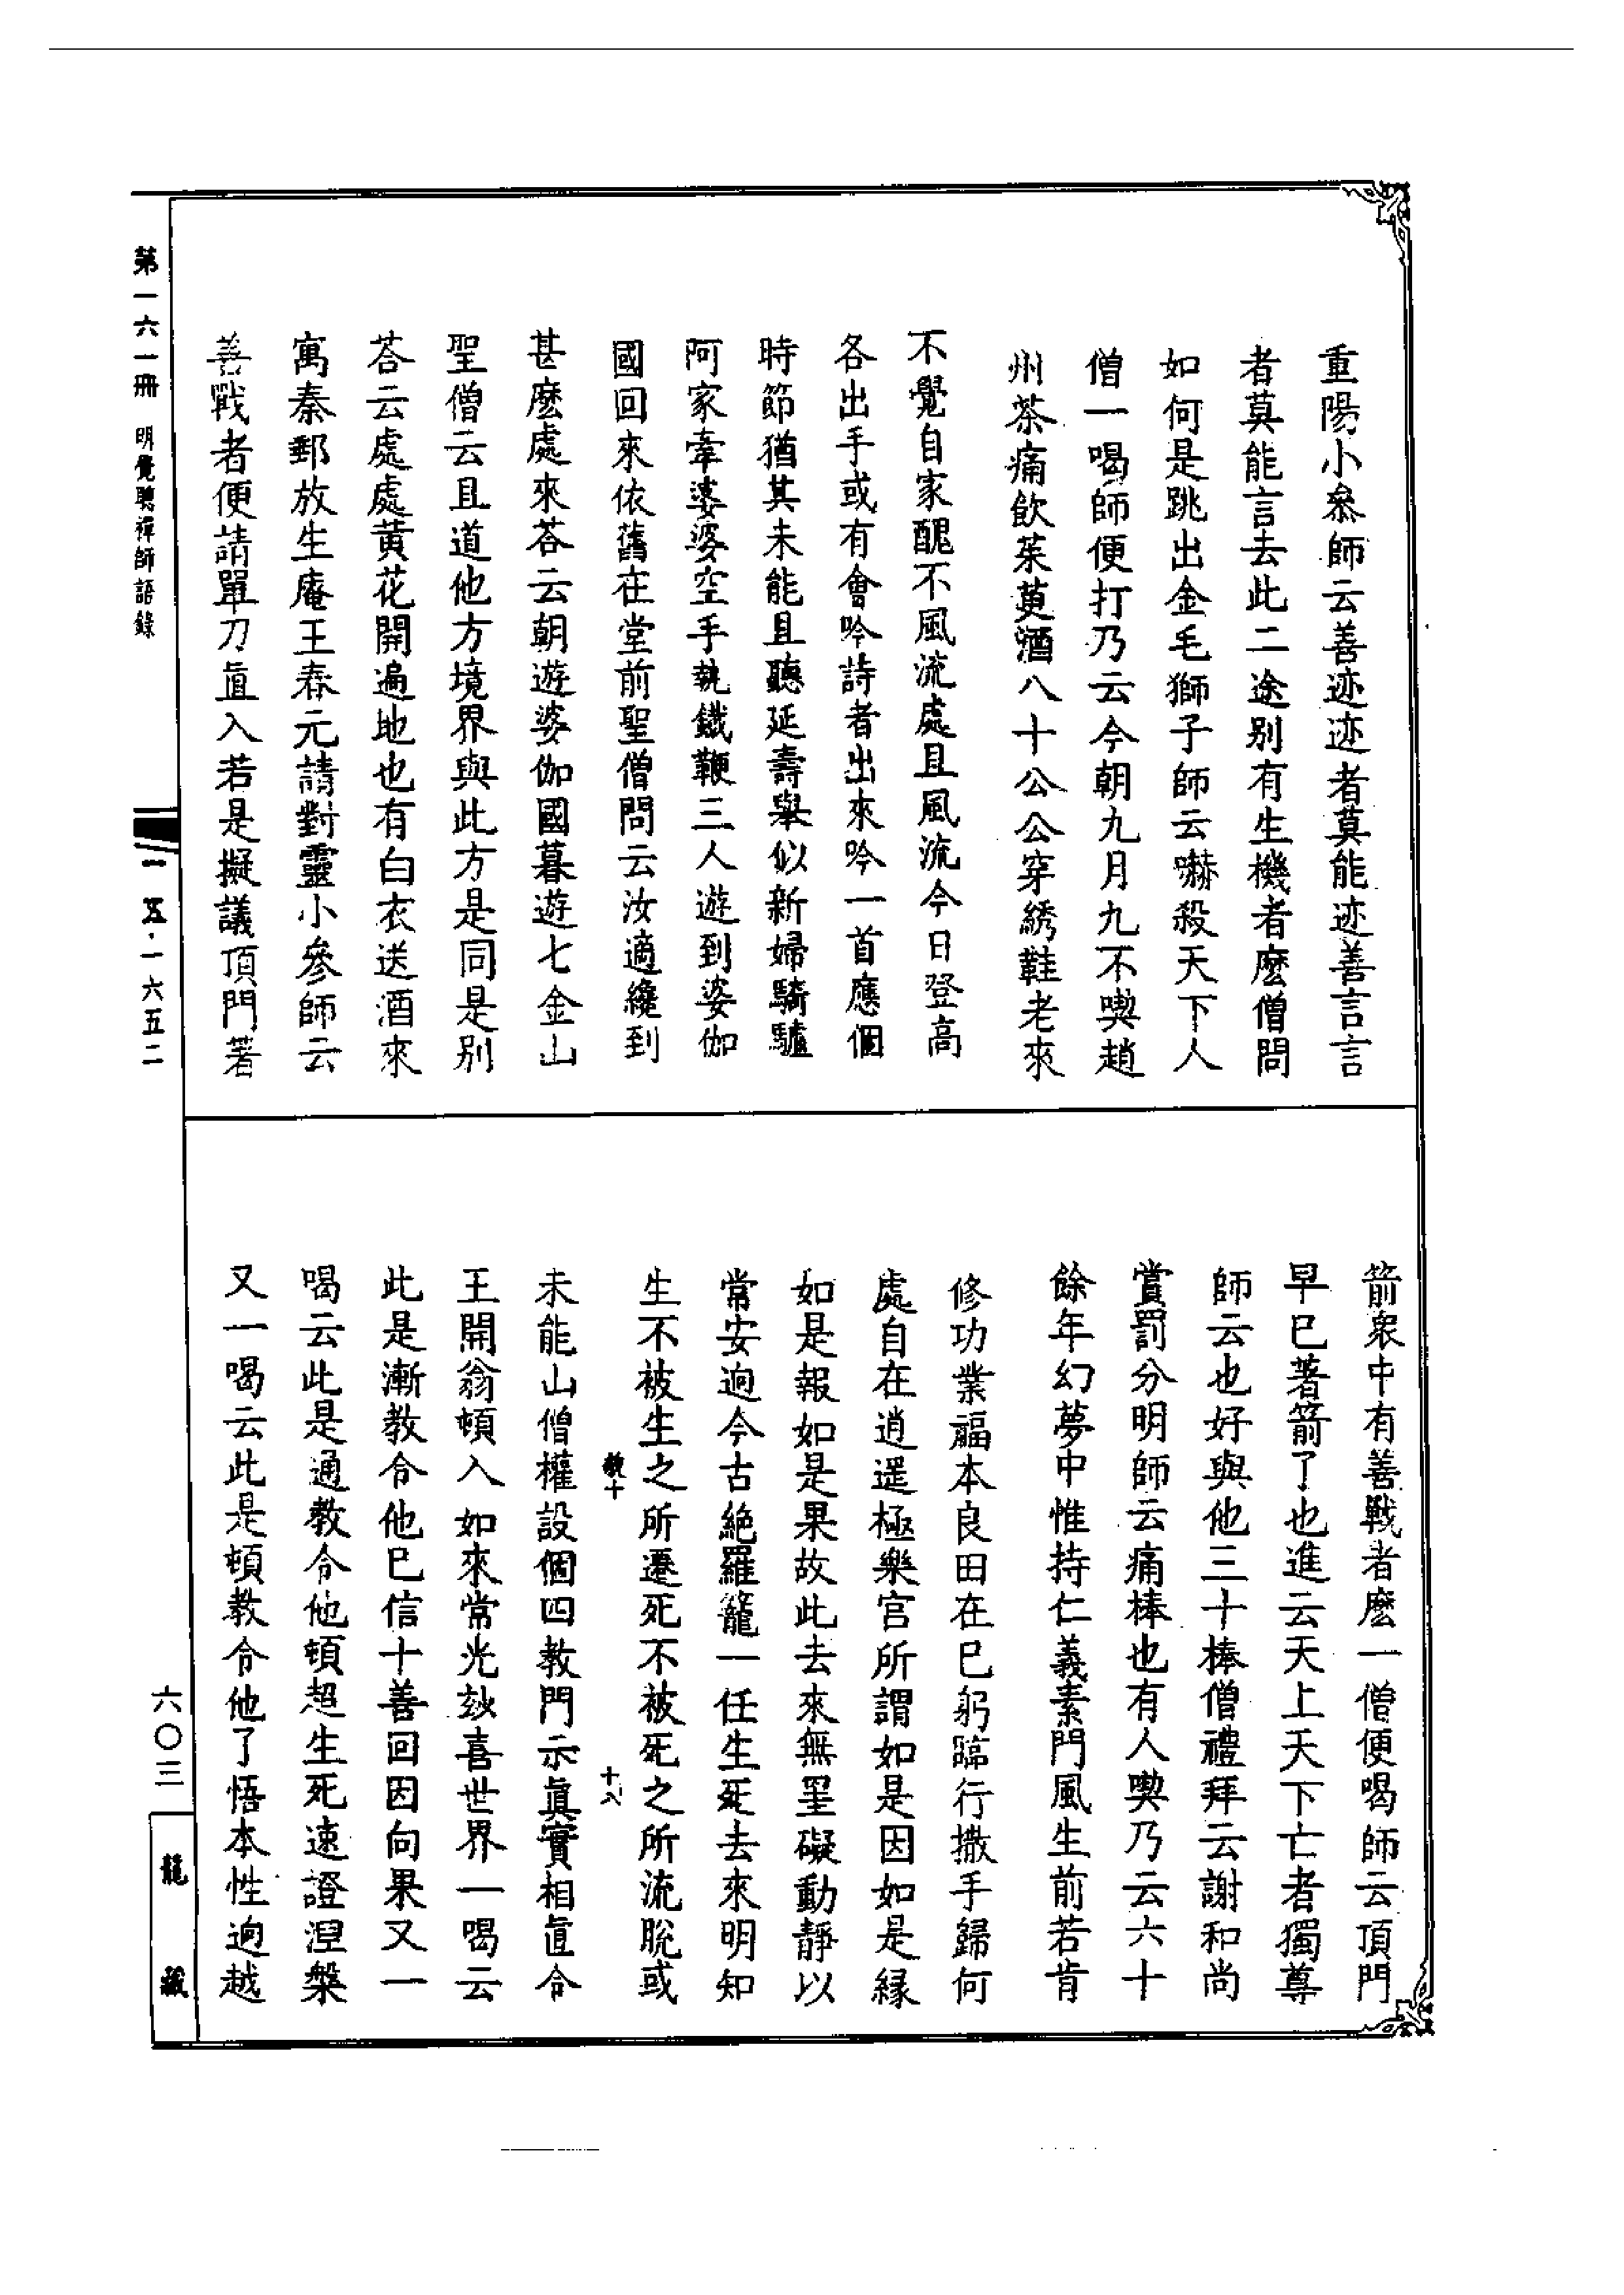 重陽小叅師云善迹迹者莫能迹善言言
者莫能言去此二途别有生機者麽僧問
如何是跳出金毛獅子師云嚇殺天下人
僧一喝師便打乃云今朝九月九不喫趙
州茶痛飲茱萸酒八十公公穿綉鞋老來
不覺自家醜不風流處且風流今日登高
各出手或有會吟詩者出來吟一首應個
時節猶其未能且聽延壽舉似新婦騎驢
阿家牽婆婆空手執鐵鞭三人遊到娑伽
國回來依舊在堂前聖僧問云汝適纔到
甚麽處來荅云朝遊娑伽國暮遊七金山
聖僧云且道他方境界與此方是同是别
荅云處處黄花開遍地也有白衣送酒來
寓秦郵放生庵王春元請對靈小參師云
善戰者便請單刀直入若是擬議頂門著
箭衆中有善戰者麽一僧便喝師云頂門
早已著箭了也進云天上天下亡者獨尊
師云也好與他三十棒僧禮拜云謝和尚
賞罰分明師云痛棒也有人喫乃云六十
餘年幻夢中惟持仁義素門風生前若肯
修功業福本良田在已躬臨行撒手歸何
處自在逍遥極樂宫所謂如是因如是緣
如是報如是果故此去來無罣礙動靜以
常安逈今古絶羅籠一任生死去來明知
生不被生之所遷死不被死之所流脫或
教十
十八
未能山僧權設個四教門示眞實相直令
王開翁頓入如來常光玅喜世界一喝云
此是漸教令他已信十善回因向果又一
喝云此是通教令他頓超生死速證涅槃
又一喝云此是頓教令他了悟本性逈越
第一六一冊
明覺聰禪師語錄
一五·一六五二
六〇三
龍藏